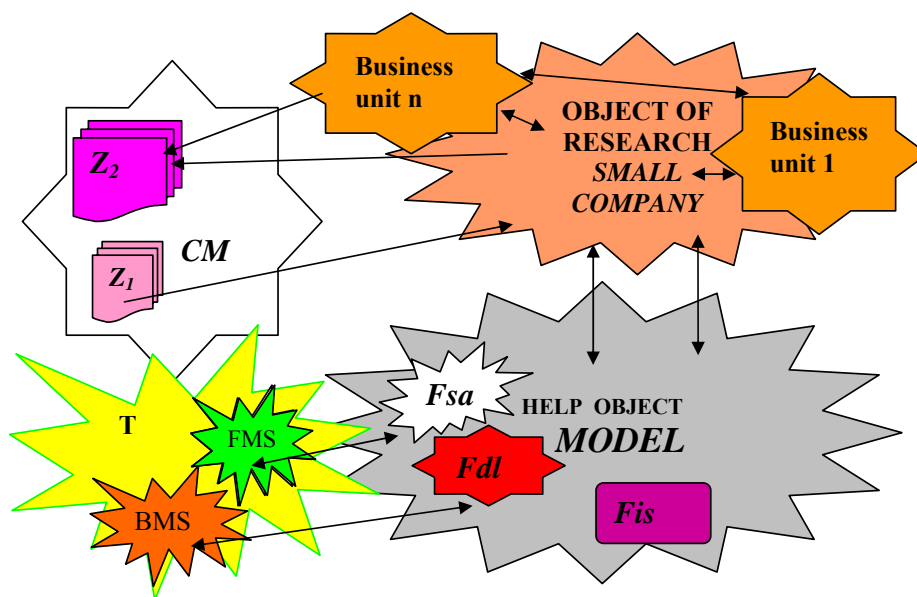 Business
unit n
OBJECT OF
RESEARCH
SMALL
COMPANY
Business
unit 1
Z2
CM
Z1
T
FMS
BMS
Fsa
HELP OBJECT
MODEL
Fdl
Fis